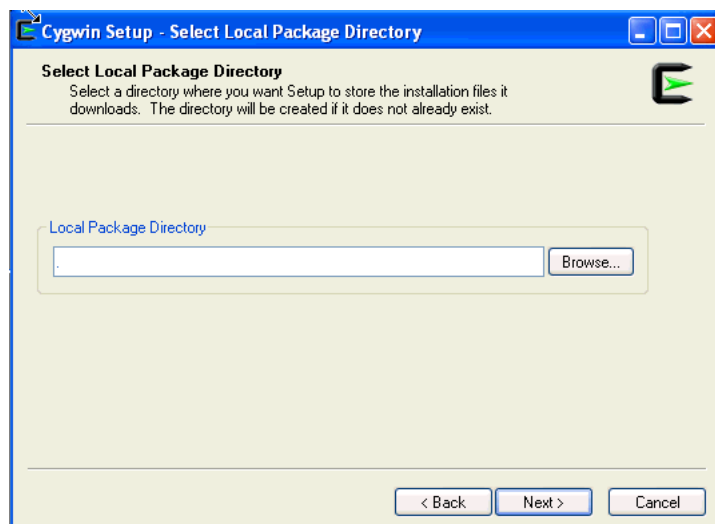 Cygwin Setup - Select Local Package Directory
Select Local Package Directory
Select a directory where you want Setup to store the installation files it
downloads. The directory will be created if it does not already exist.
Local Package Directory
.
Browse...
< Back
Next >
Cancel